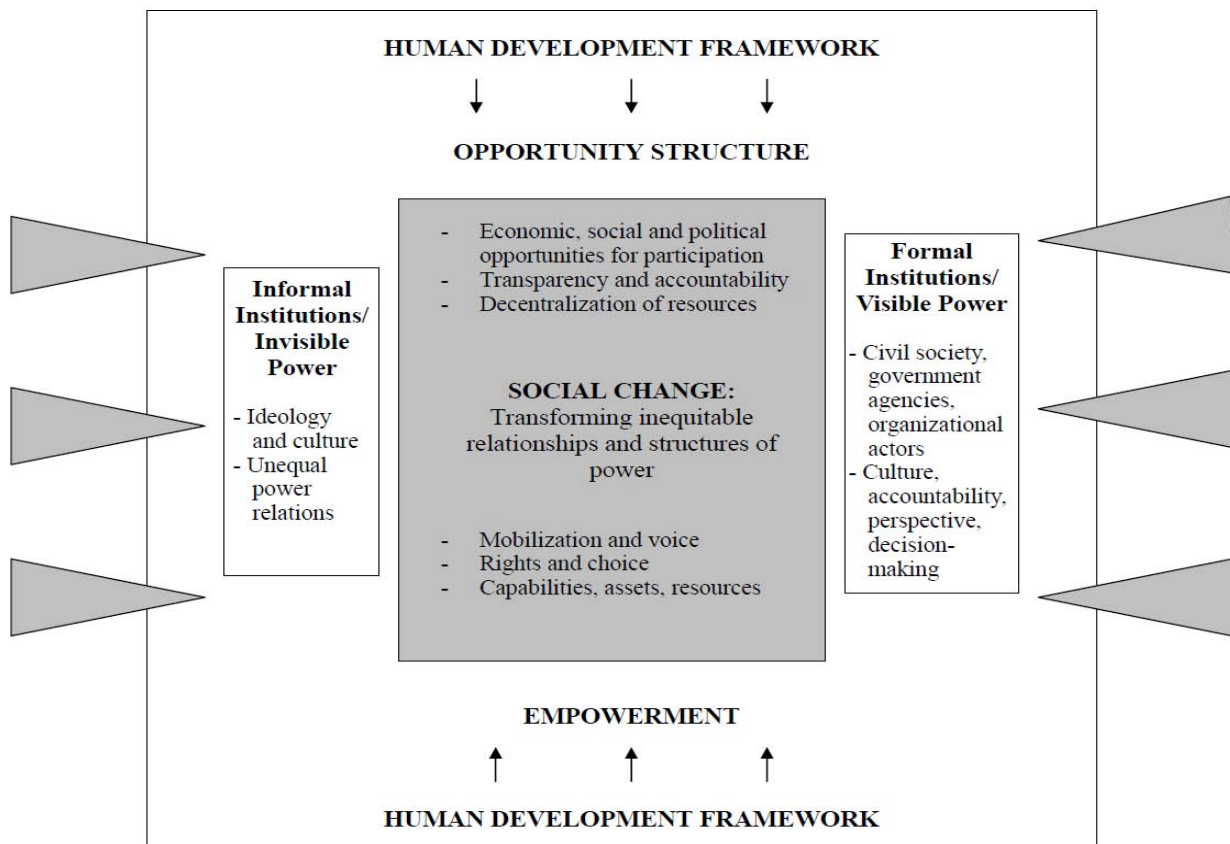 HUMAN DEVELOPMENT FRAMEWORK
OPPORTUNITY STRUCTURE
Informal
Institutions/
Invisible
Power
- Ideology
and culture
- Unequal
power
relations
- Economic, social and political
opportunities for participation
- Transparency and accountability
- Decentralization of resources
SOCIAL CHANGE:
Transforming inequitable
relationships and structures of
power
- Mobilization and voice
- Rights and choice
- Capabilities, assets, resources
Formal
Institutions/
Visible Power
- Civil society,
government
agencies,
organizational
actors
- Culture,
accountability,
perspective,
decision-
making
EMPOWERMENT
HUMAN DEVELOPMENT FRAMEWORK